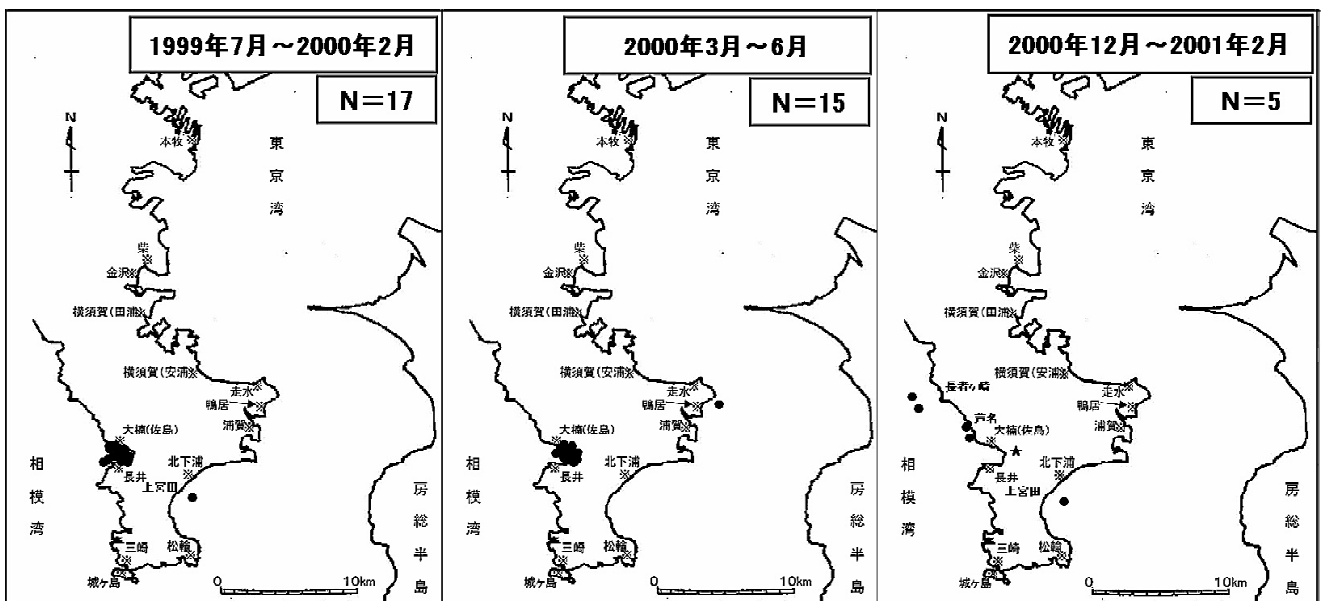 1999年7月～2000年2月
N＝17
N
本牧※
東京湾
柴
※
金沢※
横須賀(田浦※
横須賀(安浦※
走水※
鴨居→※
浦賀※
大楠(佐島)
※
※
長井
北下浦
※
上宮田
相模湾
房総半島
三崎
※
松輪
※
※
城ヶ島
0 10km
2000年3月～6月
N＝15
N
本牧※
東京湾
柴
※
金沢※
横須賀(田浦※
横須賀(安浦※
走水※
鴨居→※
浦賀※
大楠(佐島)
※
※
長井
北下浦
※
相模湾
房総半島
三崎
※
松輪
※
※
城ヶ島
0 10km
2000年12月～2001年2月
N＝5
N
本牧※
東京湾
柴
※
金沢※
横須賀(田浦※
横須賀(安浦※
長者ヶ崎
走水※
鴨居→※
浦賀※
芦名
大楠(佐島)
※
★
※
長井
北下浦
※
上宮田
相模湾
房総半島
三崎
※
松輪
※
※
城ヶ島
0 10km